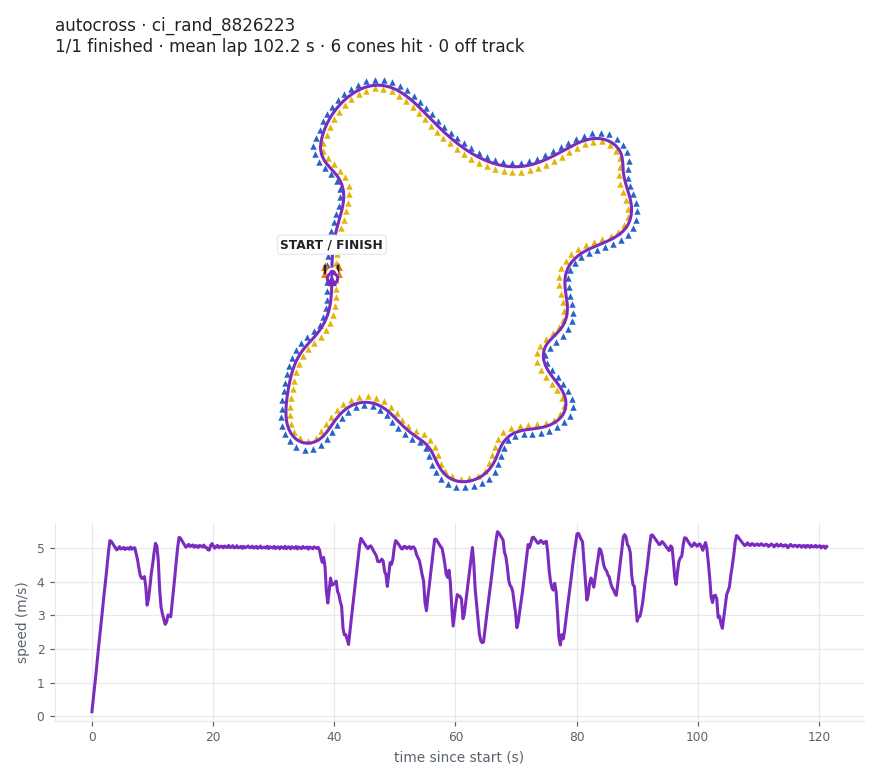 autocross · ci_rand_8826223
1/1 finished · mean lap 102.2 s · 6 cones hit · 0 off track
START / FINISH
speed (m/s)
5
4
3
2
1
0
0 20 40 60 80 100 120
time since start (s)